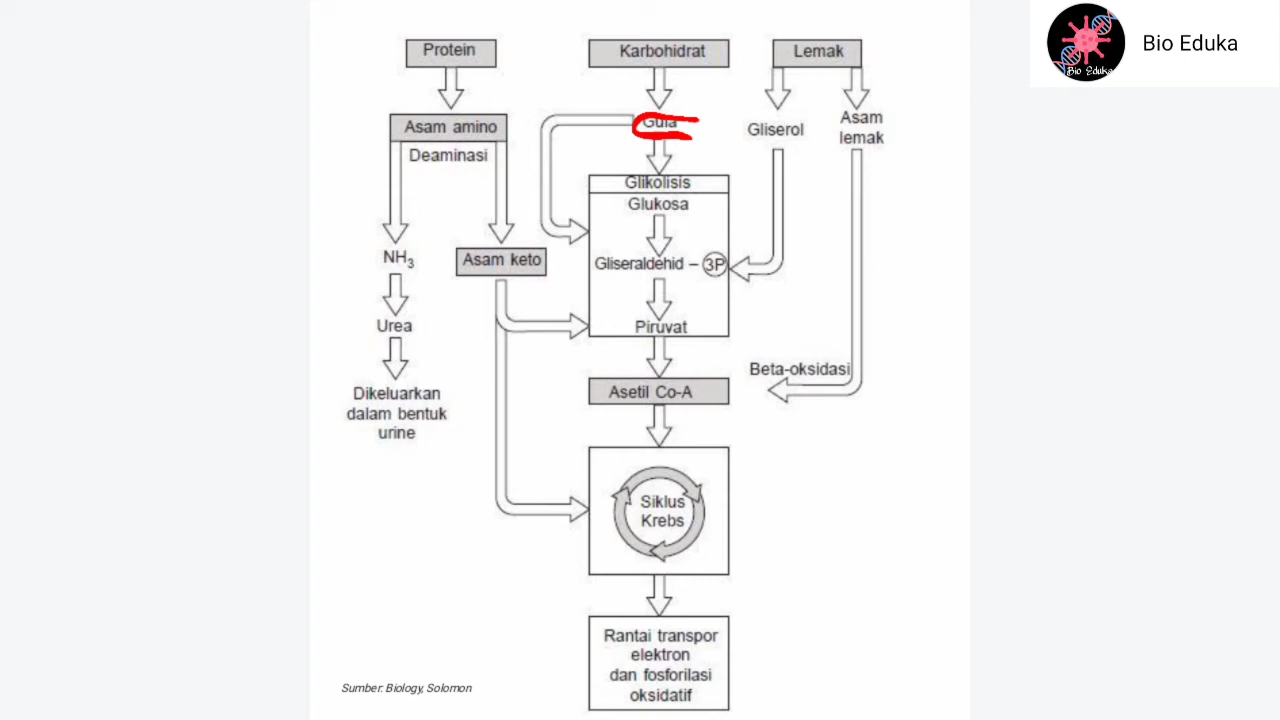 Bio Eduka
Bio Eduka
Protein
Karbohidrat
Lemak
Asam amino
Deaminasi
Gula
Gliserol
Asam
lemak
Glikolisis
Glukosa
Gliseraldehid – 3P
Piruvat
NH3
Asam keto
Urea
Dikeluarkan
dalam bentuk
urine
Beta-oksidasi
Asetil Co-A
Siklus
Krebs
Rantai transpor
elektron
dan fosforilasi
oksidatif
Sumber: Biology, Solomon